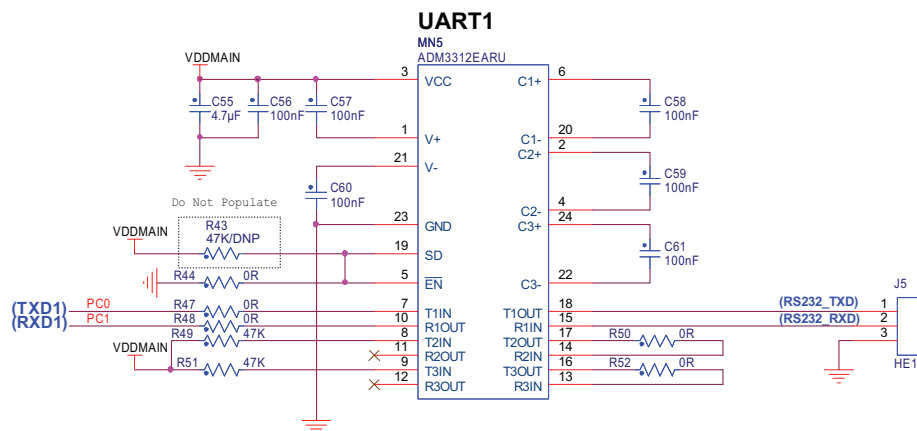 UART1
MN5
ADM3312EARU
VDDMAIN
3 VCC C1+ 6
C55
4.7µF
C56
100nF
C57
100nF
C58
100nF
1 V+ C1- 20
C2+ 2
21 V-
C60
100nF
C59
100nF
Do Not Populate
C2- 4
23 GND C3+ 24
R43
47K/DNP
VDDMAIN
19 SD
C61
100nF
R44 0R 5 EN C3- 22
J5
(TXD1) PC0 R47 0R 7 T1IN T1OUT 18 (RS232_TXD) 1
(RXD1) PC1 R48 0R 10 R1OUT R1IN 15 (RS232_RXD) 2
R49 47K 8 T2IN T2OUT 17 R50 0R 3
VDDMAIN 11 R2OUT R2IN 14
R51 47K 9 T3IN T3OUT 16 R52 0R
12 R3OUT R3IN 13
HE1